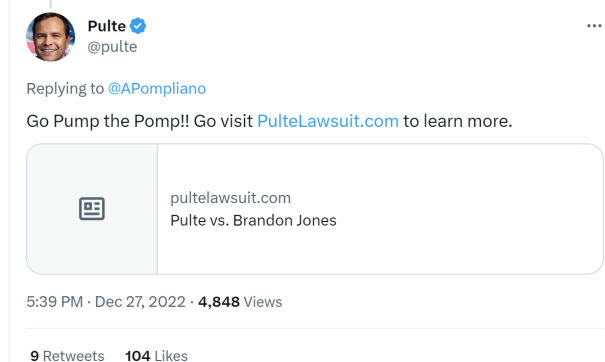 Pulte
@pulte
Replying to @APompliano
Go Pump the Pomp!! Go visit PulteLawsuit.com to learn more.
pultelawsuit.com
Pulte vs. Brandon Jones
5:39 PM · Dec 27, 2022 · 4,848 Views
9 Retweets 104 Likes